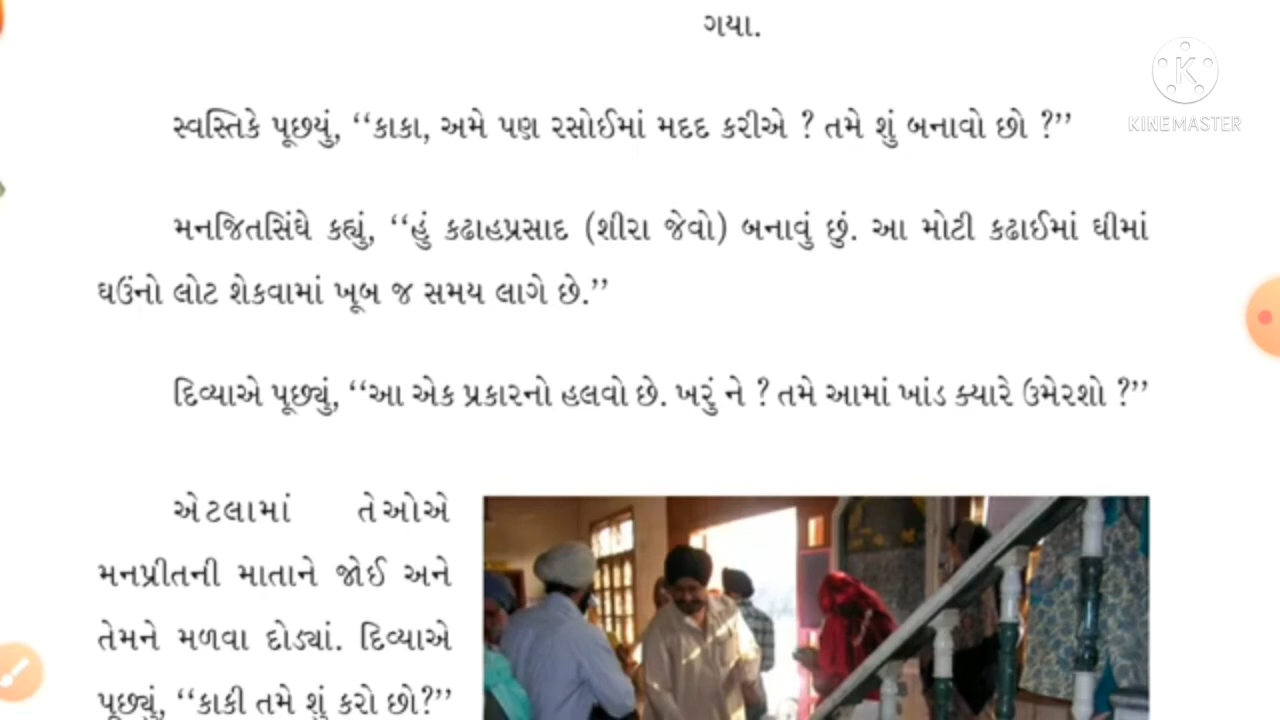 ગયા.
સ્વસ્તિકે પૂછયું, ‘‘કાકા, અમે પણ રસોઈમાં મદદ કરીએ ? તમે શું બનાવો છો ?’’
મનજિતસિંઘે કહ્યું, ‘‘હું કઢાહપ્રસાદ (શીરા જેવો) બનાવું છું. આ મોટી કઢાઈમાં ઘીમાં
ઘઉંનો લોટ શેકવામાં ખૂબ જ સમય લાગે છે.’’
દિવ્યાએ પૂછ્યું, ‘‘આ એક પ્રકારનો હલવો છે. ખરું ને ? તમે આમાં ખાંડ ક્યારે ઉમેરશો ?’’
એટલામાં તેઓએ
મનપ્રીતની માતાને જોઈ અને
તેમને મળવા દોડ્યાં. દિવ્યાએ
પૂછ્યું, ‘‘કાકી તમે શું કરો છો?’’
K
KINEMASTER